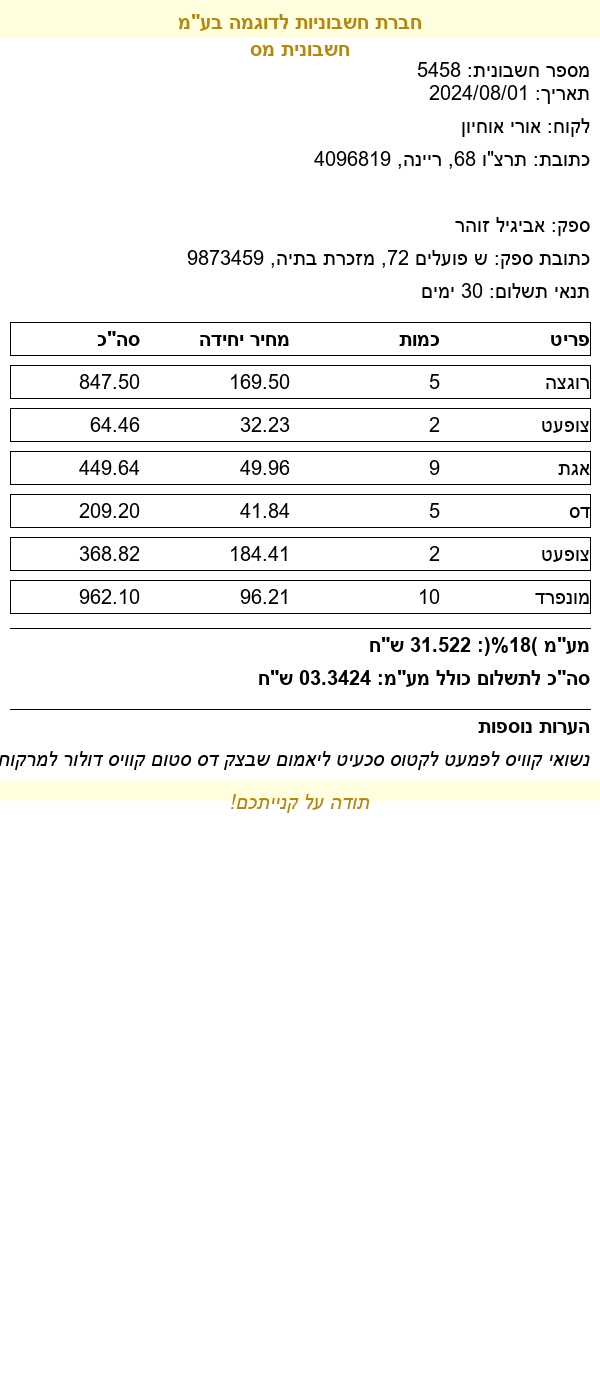 חברת חשבוניות לדוגמה בע"מ
חשבונית מס
מספר חשבונית: 5458
תאריך: 2024/08/01
לקוח: אורי אוחיון
כתובת: תרצ"ו 68, ריינה, 4096819
ספק: אביגיל זוהר
כתובת ספק: ש פועלים 72, מזכרת בתיה, 9873459
תנאי תשלום: 30 ימים
פריט כמות מחיר יחידה סה"כ
רוגצה 5 169.50 847.50
צופעט 2 32.23 64.46
אגת 9 49.96 449.64
דס 5 41.84 209.20
צופעט 2 184.41 368.82
מונפרד 10 96.21 962.10
מע"מ )18%(: 31.522 ש"ח
סה"כ לתשלום כולל מע"מ: 03.3424 ש"ח
הערות נוספות
נשואי קוויס לפמעט לקטוס סכעיט ליאמום שבצק דס סטום קוויס דולור למרקוח
תודה על קנייתכם!